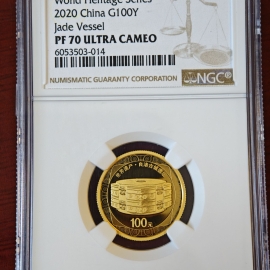 World Heritage Series
2020 China G100Y
Jade Vessel
PF 70 ULTRA CAMEO
6053503-014
NUMISMATIC GUARANTY CORPORATION
NGC
100元